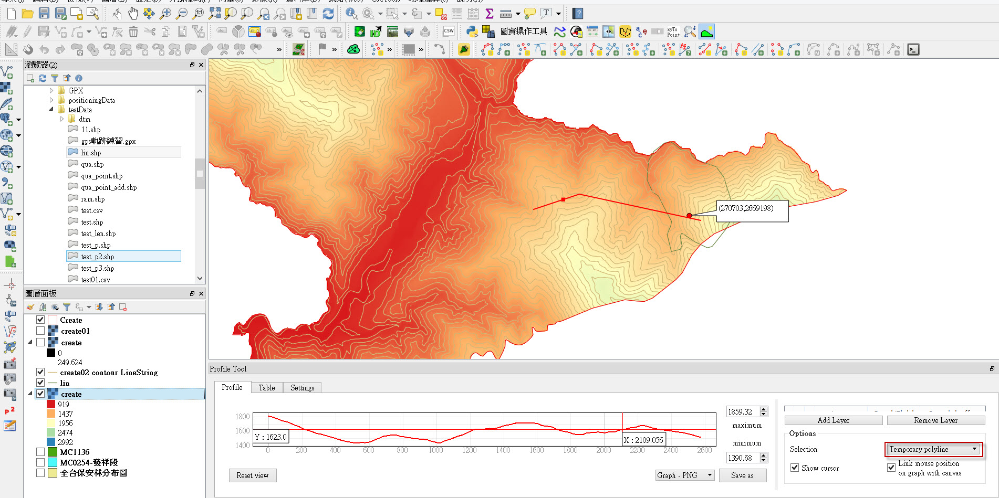 圖資操作工具
CSW
xyTo
Point
瀏覽器(2)
GPX
positioningData
testData
dtm
11.shp
gps軌跡練習.gpx
lin.shp
qua.shp
qua_point.shp
qua_point_add.shp
ram.shp
test.csv
test.shp
test_len.shp
test_p.shp
test_p2.shp
test_p3.shp
test01.csv
圖層面板
Create
create01
create
0
249.624
create02 contour LineString
lin
create
919
1437
1956
2474
2992
MC1136
MC0254-發祥段
全台保安林分布圖
(270703,2669198)
Profile Tool
Profile
Table
Settings
1800
1600
1400
Y : 1623.0
X : 2109.056
0 200 400 600 800 1000 1200 1400 1600 1800 2000 2200 2400 2600
1859.32
maximum
minimum
1390.68
Reset view
Graph - PNG
Save as
Add Layer
Remove Layer
Options
Selection
Temporary polyline
Show cursor
Link mouse position
on graph with canvas